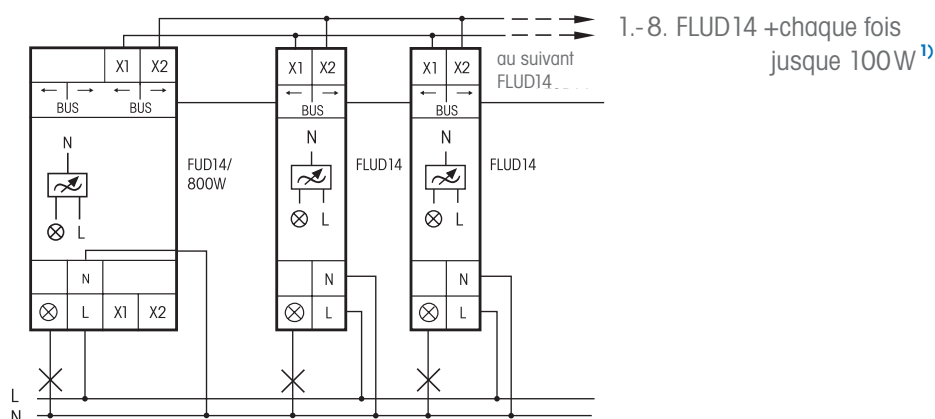 1.-8. FLUD14 +chaque fois
jusque 100W 1)
X1 X2
X1 X2
X1 X2
au suivant
FLUD14
BUS BUS
BUS
BUS
N
N
N
FUD14/
800W
FLUD14
FLUD14
L
L
L
N
N
N
L X1 X2
L
L
L
N